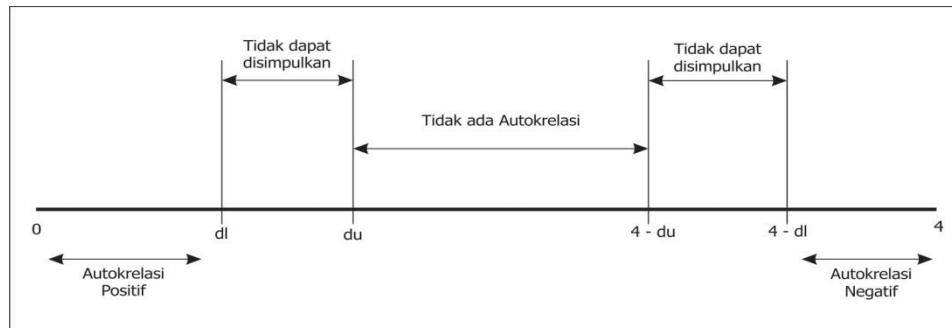 Tidak dapat
disimpulkan
Tidak dapat
disimpulkan
Tidak ada Autokrelasi
0
dl
du
4 - du
4 - dl
4
Autokrelasi
Positif
Autokrelasi
Negatif